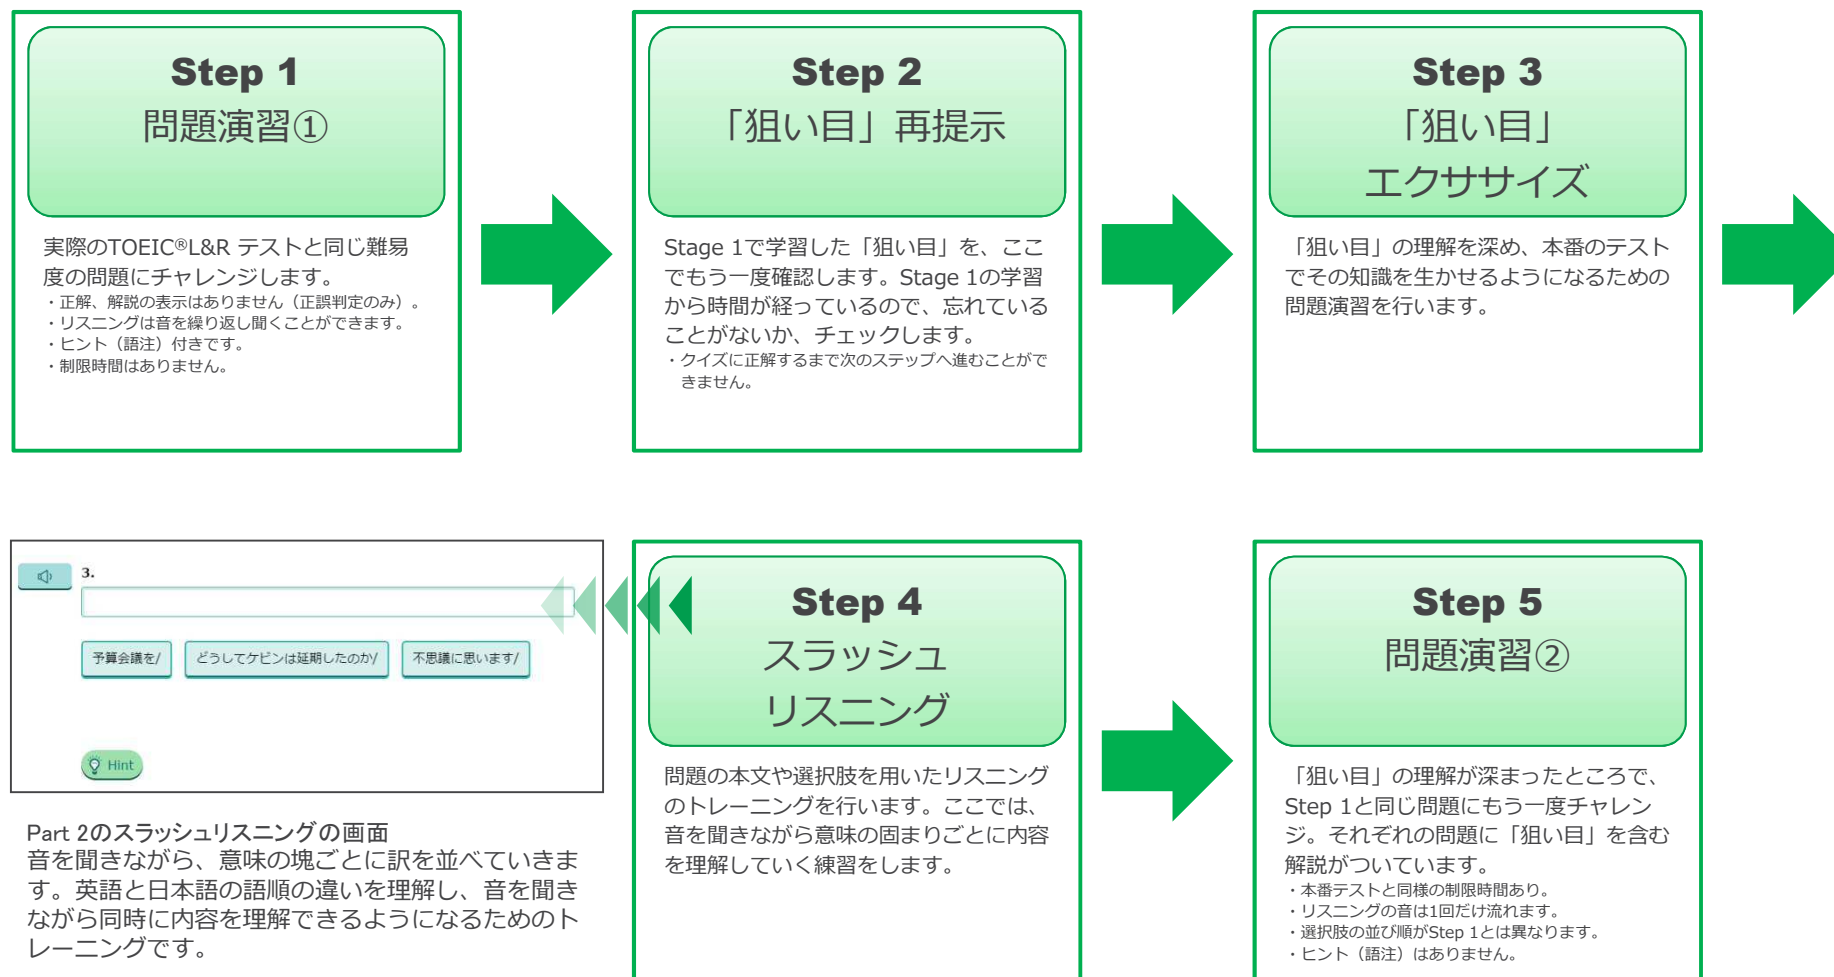 Step 1
問題演習①
実際のTOEIC®L&R テストと同じ難易
度の問題にチャレンジします。
・正解、解説の表示はありません（正誤判定のみ）。
・リスニングは音を繰り返し聞くことができます。
・ヒント（語注）付きです。
・制限時間はありません。
Step 2
「狙い目」再提示
Stage 1で学習した「狙い目」を、ここ
でもう一度確認します。Stage 1の学習
から時間が経っているので、忘れている
ことがないか、チェックします。
・クイズに正解するまで次のステップへ進むことがで
きません。
Step 3
「狙い目」
エクササイズ
「狙い目」の理解を深め、本番のテスト
でその知識を生かせるようになるための
問題演習を行います。
3.
予算会議を/
どうしてケビンは延期したのか/
不思議に思います/
Hint
Part 2のスラッシュリスニングの画面
音を聞きながら、意味の塊ごとに訳を並べていきま
す。英語と日本語の語順の違いを理解し、音を聞き
ながら同時に内容を理解できるようになるためのト
レーニングです。
Step 4
スラッシュ
リスニング
問題の本文や選択肢を用いたリスニング
のトレーニングを行います。ここでは、
音を聞きながら意味の固まりごとに内容
を理解していく練習をします。
Step 5
問題演習②
「狙い目」の理解が深まったところで、
Step 1と同じ問題にもう一度チャレン
ジ。それぞれの問題に「狙い目」を含む
解説がついています。
・本番テストと同様の制限時間あり。
・リスニングの音は1回だけ流れます。
・選択肢の並び順がStep 1とは異なります。
・ヒント（語注）はありません。